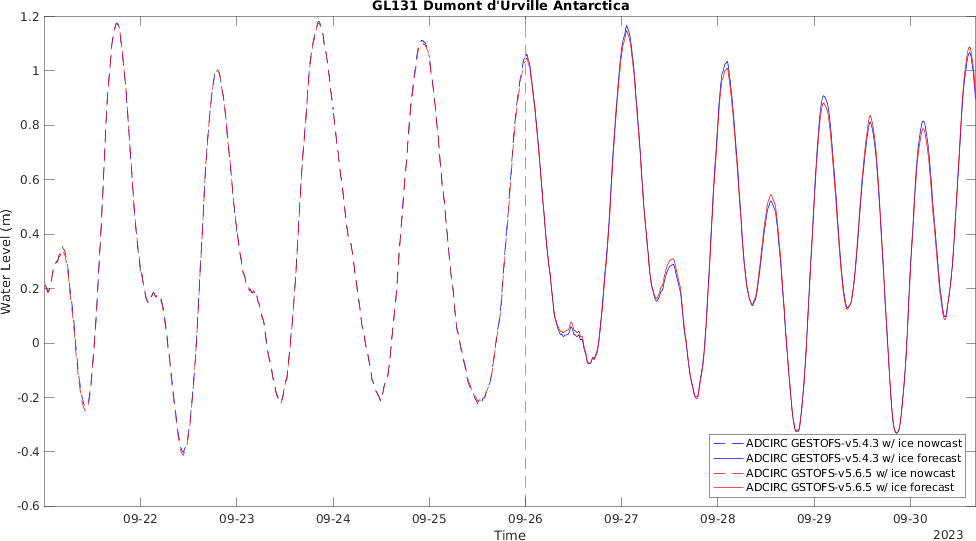 GL131 Dumont d'Urville Antarctica
1.2
1
0.8
0.6
0.4
0.2
0
-0.2
-0.4
-0.6
Water Level (m)
ADCIRC GESTOFS-v5.4.3 w/ ice nowcast
ADCIRC GESTOFS-v5.4.3 w/ ice forecast
ADCIRC GSTOFS-v5.6.5 w/ ice nowcast
ADCIRC GSTOFS-v5.6.5 w/ ice forecast
09-22 09-23 09-24 09-25 09-26 09-27 09-28 09-29 09-30
Time
2023